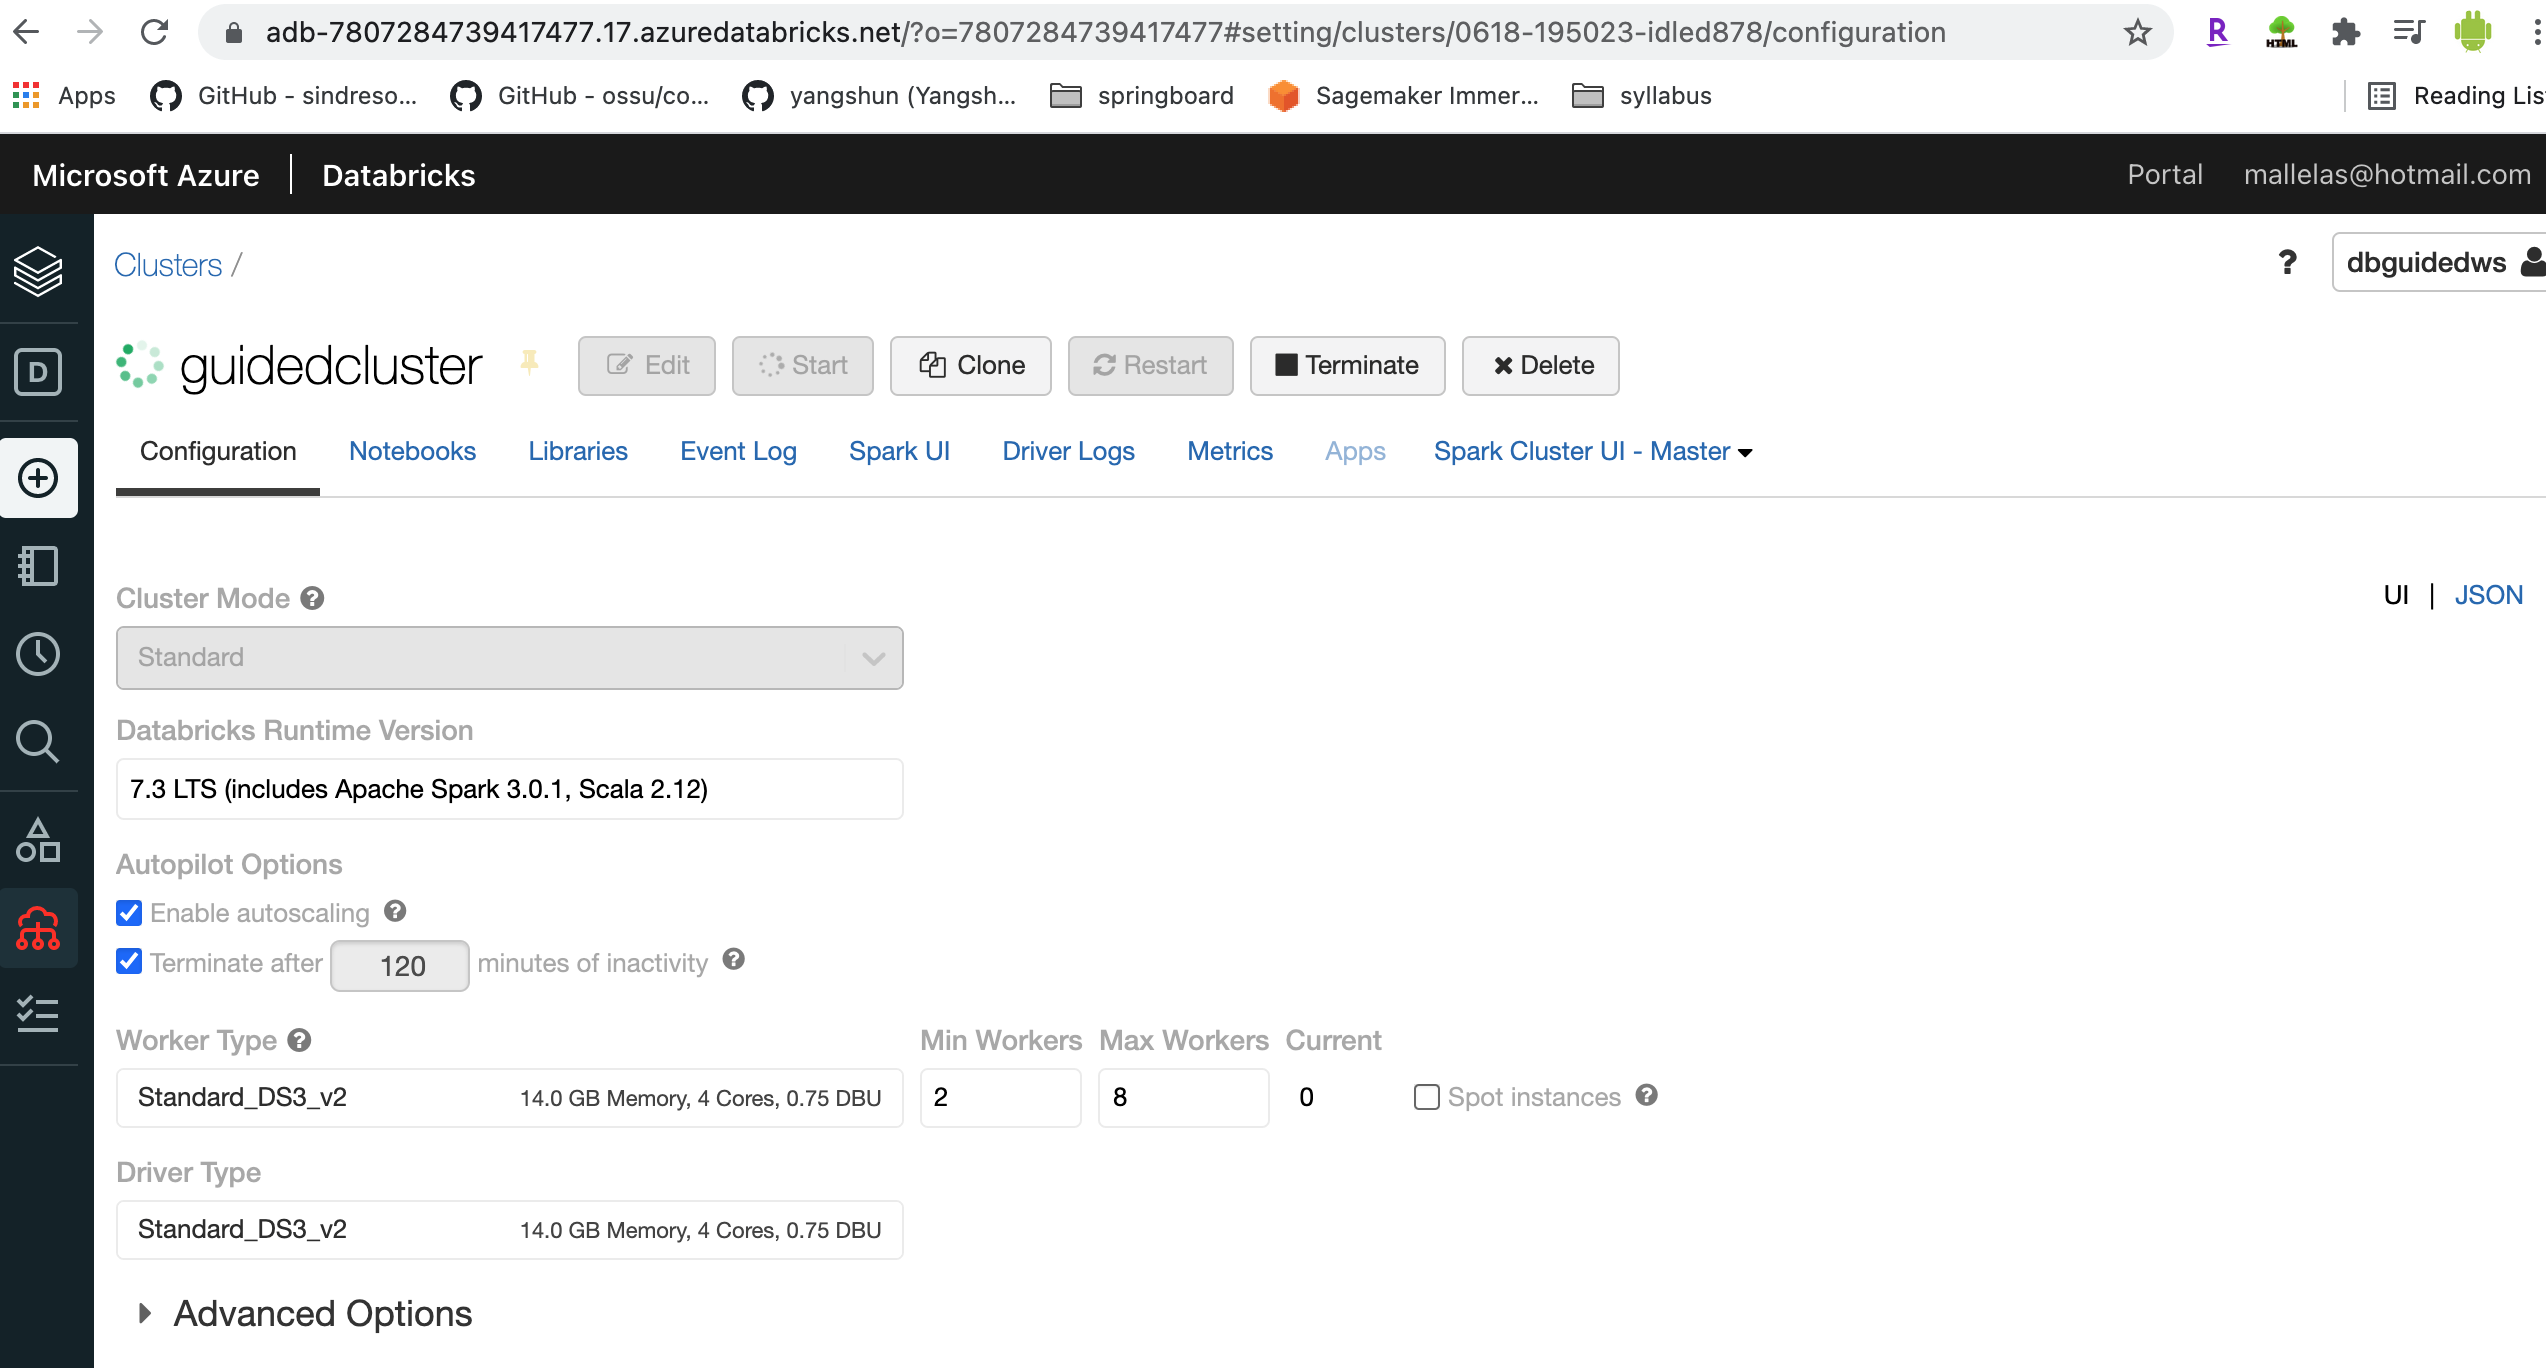 adb-7807284739417477.17.azuredatabricks.net/?o=7807284739417477#setting/clusters/0618-195023-idled878/configuration
R
HTML
Apps GitHub - sindreso... GitHub - ossu/co... yangshun (Yangsh... springboard Sagemaker Immer... syllabus Reading Lis
Microsoft Azure | Databricks Portal mallelas@hotmail.com
Clusters / ? dbguidedws
D
guidedcluster Edit Start Clone Restart Terminate Delete
Configuration Notebooks Libraries Event Log Spark UI Driver Logs Metrics Apps Spark Cluster UI - Master
Cluster Mode ? UI | JSON
Standard
Databricks Runtime Version
7.3 LTS (includes Apache Spark 3.0.1, Scala 2.12)
Autopilot Options
Enable autoscaling ?
Terminate after 120 minutes of inactivity ?
Worker Type ? Min Workers Max Workers Current
Standard_DS3_v2 14.0 GB Memory, 4 Cores, 0.75 DBU 2 8 0 Spot instances ?
Driver Type
Standard_DS3_v2 14.0 GB Memory, 4 Cores, 0.75 DBU
Advanced Options